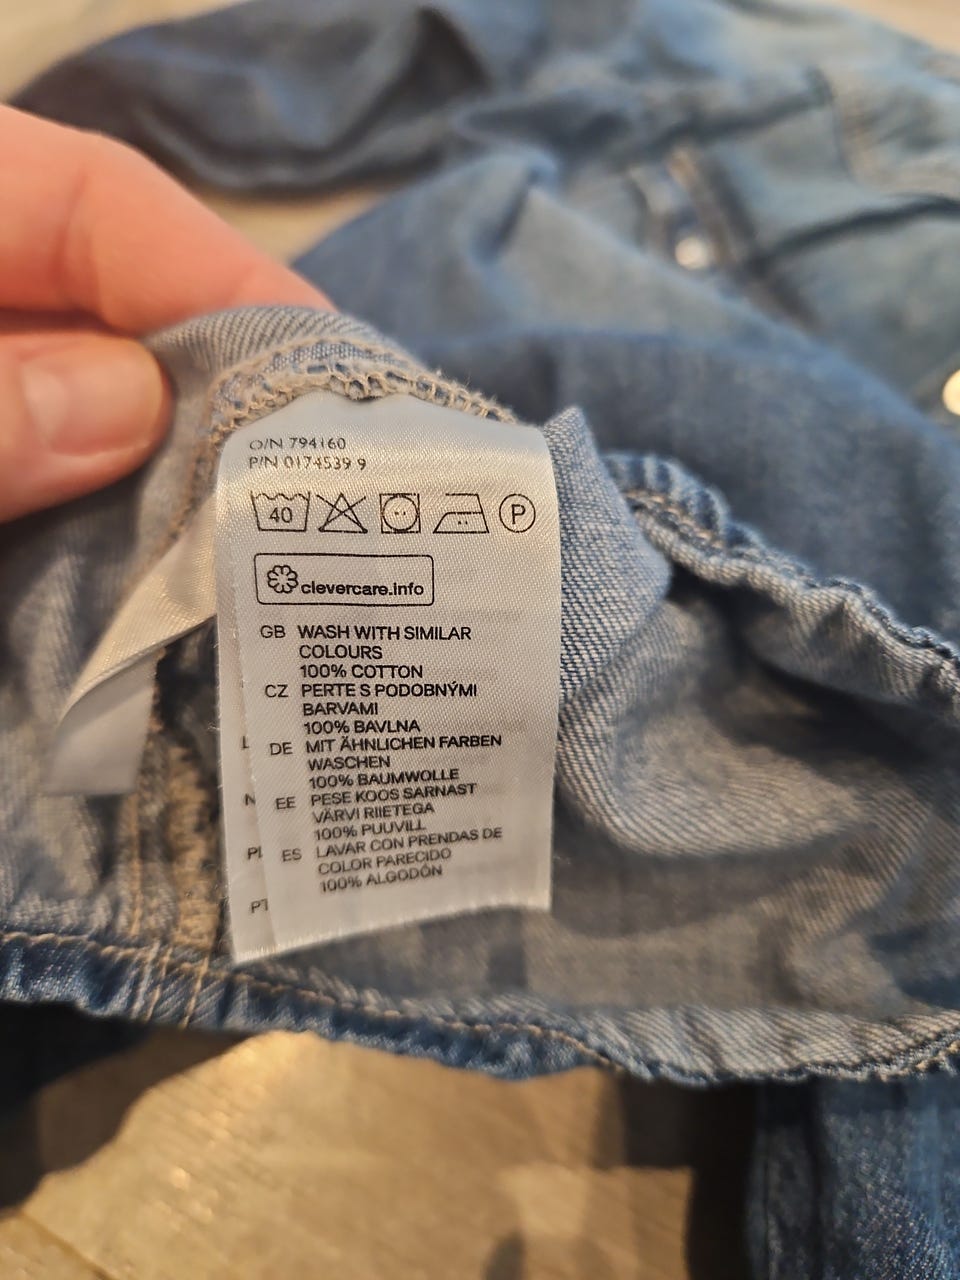 O/N 794160
P/N 0174539 9
40 P
clevercare.info
GB WASH WITH SIMILAR
COLOURS
100% COTTON
CZ PERTE S PODOBNÝMI
BARVAMI
100% BAVLNA
DE MIT ÄHNLICHEN FARBEN
WASCHEN
100% BAUMWOLLE
EE PESE KOOS SARNAST
VÄRVI RIIETEGA
100% PUUVILL
ES LAVAR CON PRENDAS DE
COLOR PARECIDO
100% ALGODÓN